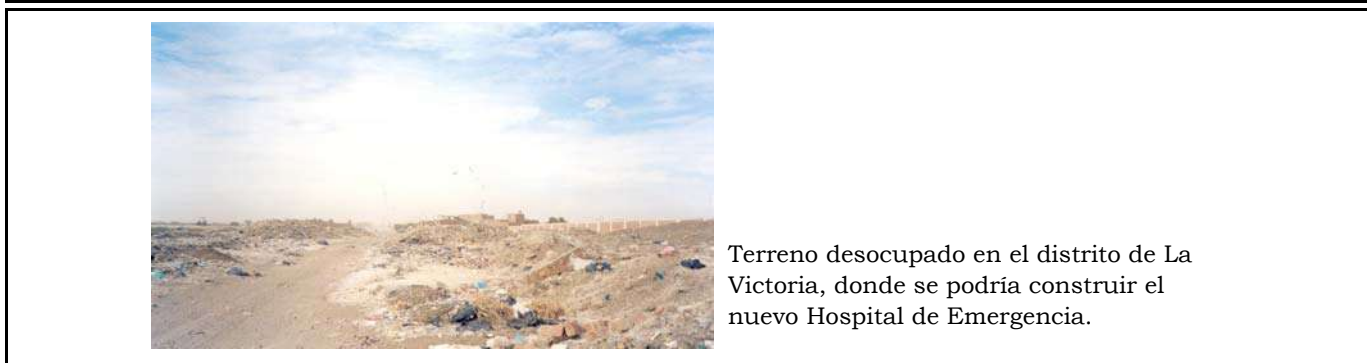 Terreno desocupado en el distrito de La
Victoria, donde se podría construir el
nuevo Hospital de Emergencia.